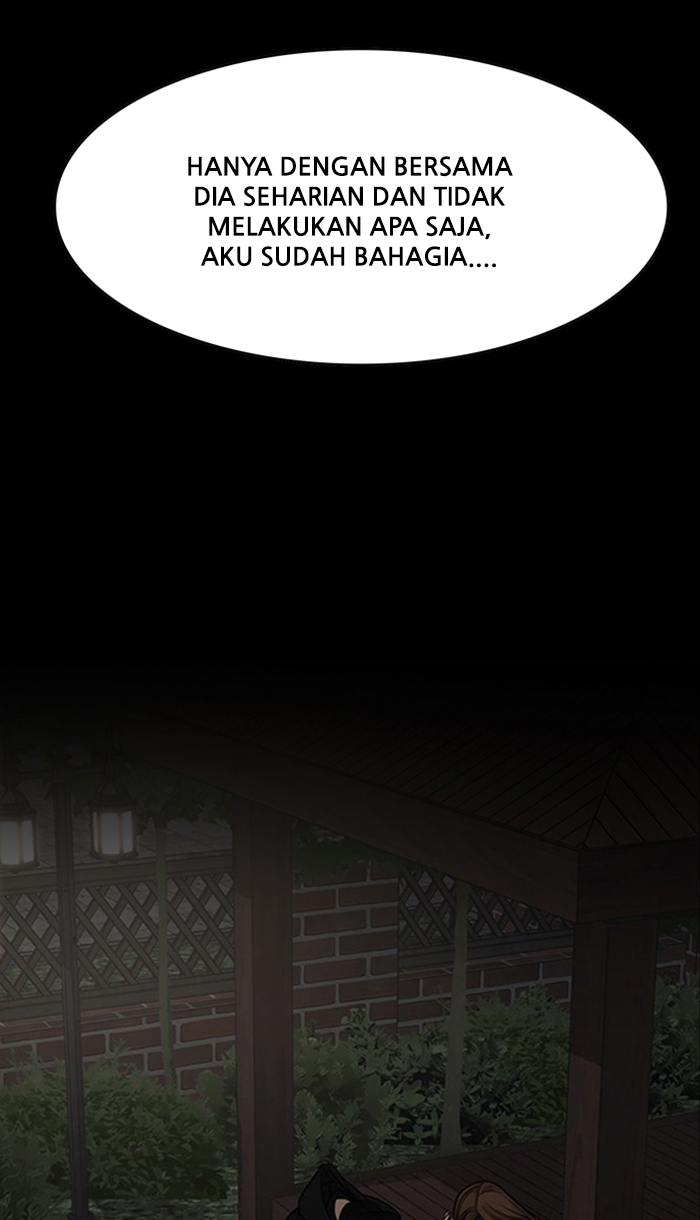 HANYA DENGAN BERSAMA
DIA SEHARIAN DAN TIDAK
MELAKUKAN APA SAJA,
AKU SUDAH BAHAGIA....